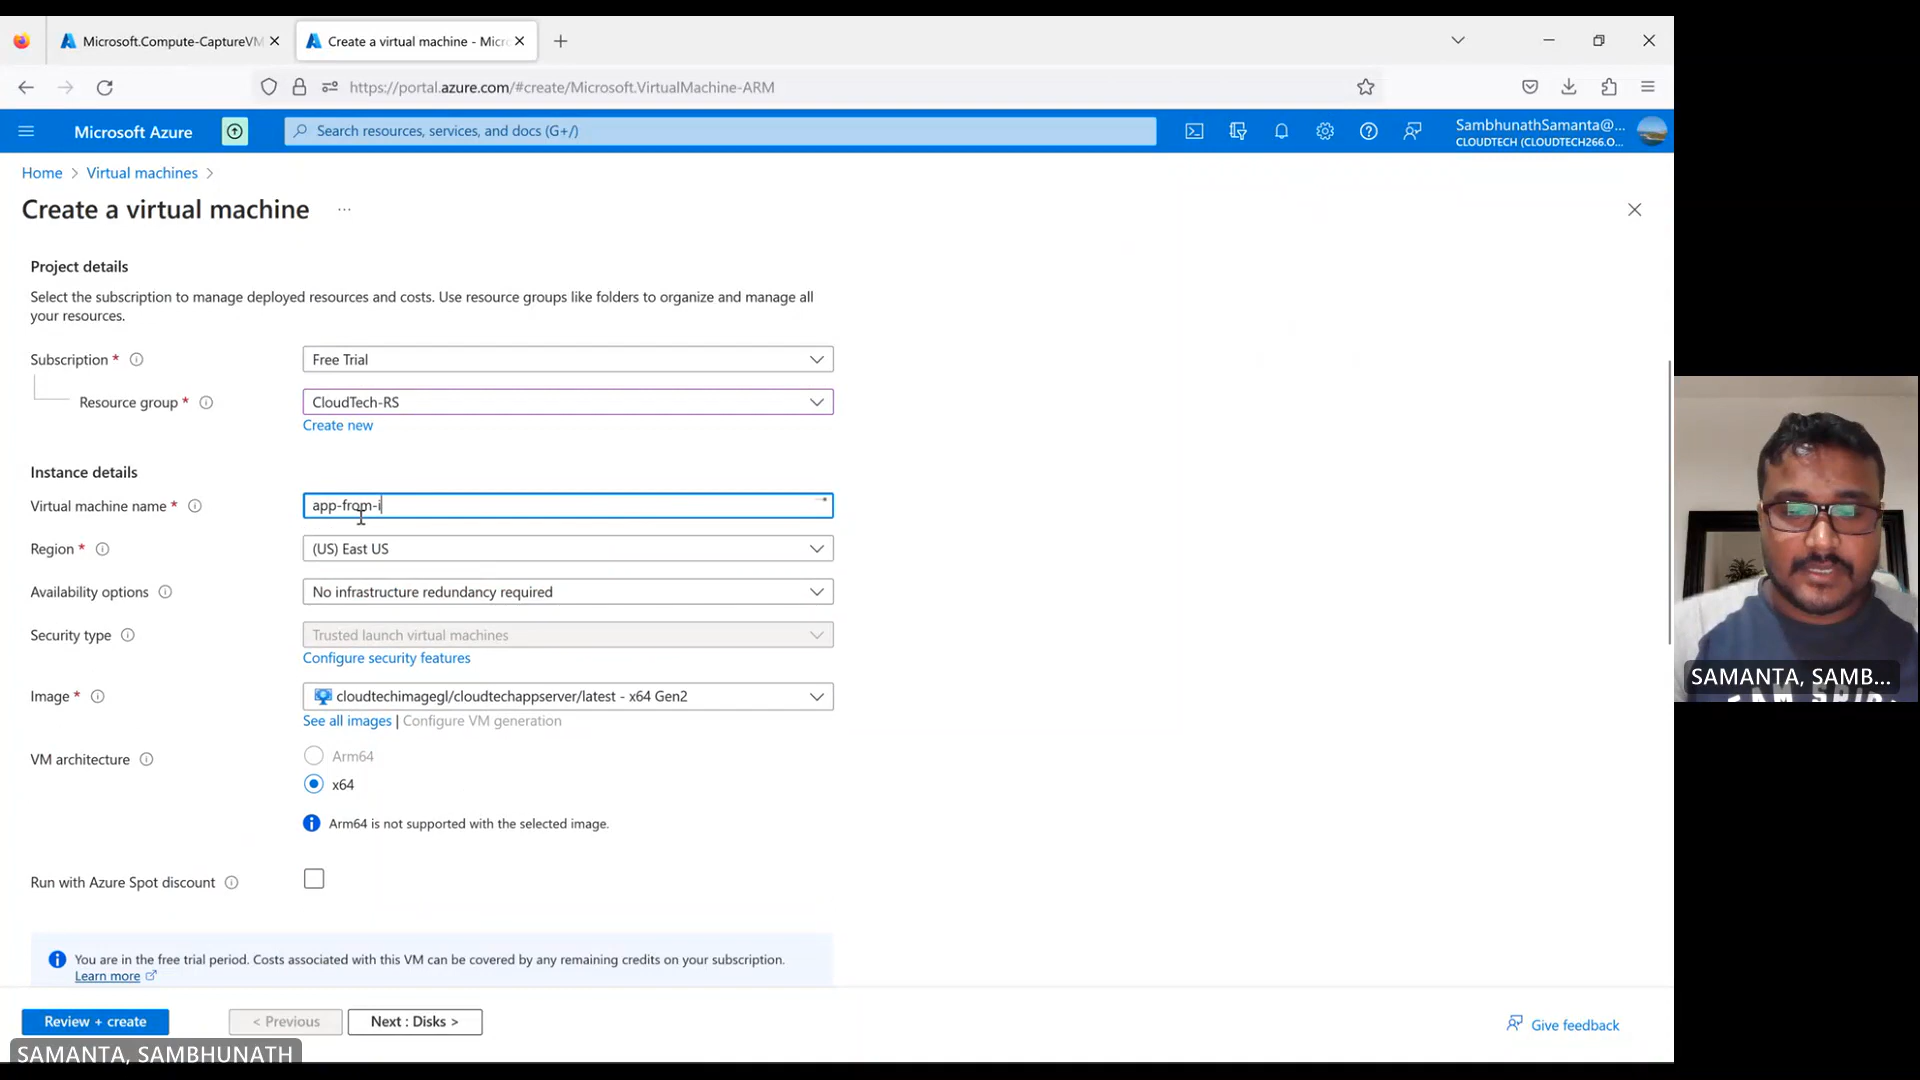 Microsoft.Compute-CaptureVM
Create a virtual machine - Micr
https://portal.azure.com/#create/Microsoft.VirtualMachine-ARM
Microsoft Azure
Search resources, services, and docs (G+/)
SambhunathSamanta@...
CLOUDTECH (CLOUDTECH266.O...
Home > Virtual machines >
Create a virtual machine ...
Project details
Select the subscription to manage deployed resources and costs. Use resource groups like folders to organize and manage all
your resources.
Subscription *
Free Trial
Resource group *
CloudTech-RS
Create new
Instance details
Virtual machine name *
app-from-i
Region *
(US) East US
Availability options
No infrastructure redundancy required
Security type
Trusted launch virtual machines
Configure security features
Image *
cloudtechimagegl/cloudtechappserver/latest - x64 Gen2
See all images | Configure VM generation
VM architecture
Arm64
x64
Arm64 is not supported with the selected image.
Run with Azure Spot discount
You are in the free trial period. Costs associated with this VM can be covered by any remaining credits on your subscription.
Learn more
Review + create
< Previous
Next : Disks >
Give feedback
SAMANTA, SAMBHUNATH
SAMANTA, SAMB...